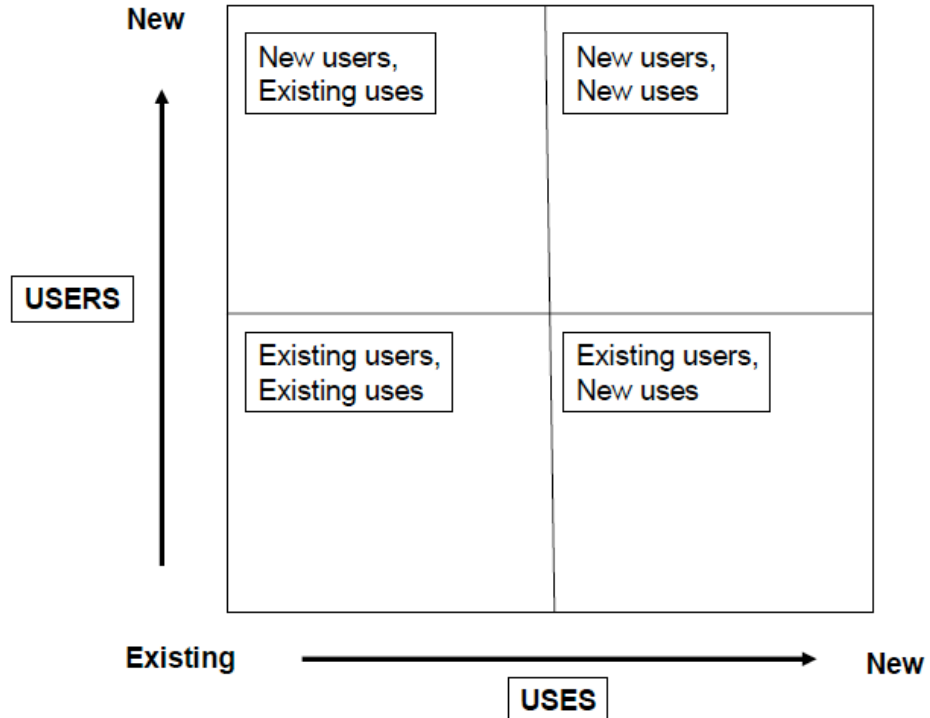 New
New users,
Existing uses
New users,
New uses
USERS
Existing users,
Existing uses
Existing users,
New uses
Existing
New
USES